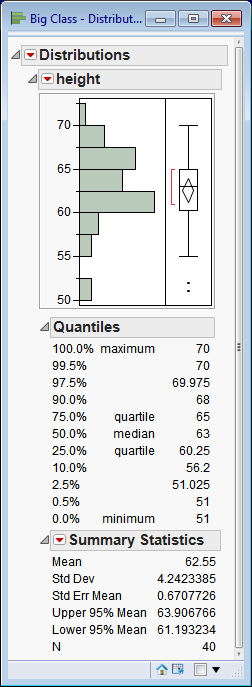 Big Class - Distribut...
Distributions
height
70
65
60
55
50
Quantiles
100.0% maximum 70
99.5% 70
97.5% 69.975
90.0% 68
75.0% quartile 65
50.0% median 63
25.0% quartile 60.25
10.0% 56.2
2.5% 51.025
0.5% 51
0.0% minimum 51
Summary Statistics
Mean 62.55
Std Dev 4.2423385
Std Err Mean 0.6707726
Upper 95% Mean 63.906766
Lower 95% Mean 61.193234
N 40